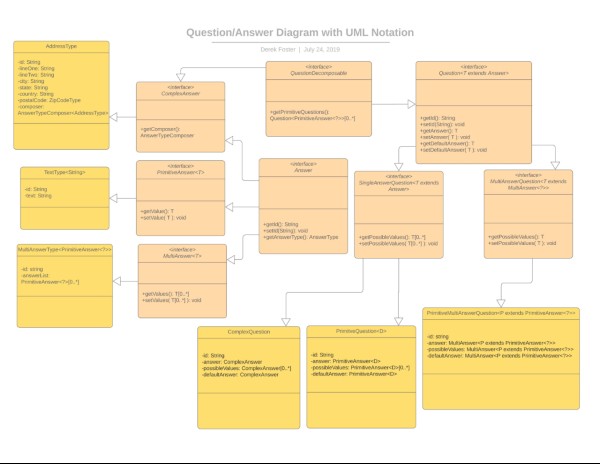 Question/Answer Diagram with UML Notation
Derek Finster | July 24, 2019
AddressType
-id: String
-lineOne: String
-lineTwo: String
-city: String
-state: String
-country: String
-postalCode: ZipCodeType
-composer:
AnswerTypeComposer<AddressType>
<interface>
ComplexAnswer
+getComposer():
AnswerTypeComposer
<interface>
QuestionDecomposable
+getPrimitiveQuestions():
Question<PrimitiveAnswer<?>>[0..*]
<interface>
Question<T extends Answer>
+getId(): String
+setId(String): void
+getAnswer(): T
+setAnswer( T ): void
+getDefaultAnswer(): T
+setDefaultAnswer( T ): void
TextType<String>
-id: String
-text: String
<interface>
PrimitiveAnswer<T>
+getValue(): T
+setValue( T ): void
<interface>
Answer
+getId(): String
+setId(String): void
+getAnswerType(): AnswerType
<interface>
SingleAnswerQuestion<T extends
Answer>
+getPossibleValues(): T[0..*]
+setPossibleValues( T[0..*] ): void
<interface>
MultiAnswerQuestion<T extends
MultiAnswer<?>>
+getPossibleValues(): T
+setPossibleValues( T ): void
MultiAnswerType<PrimitiveAnswer<?>>
-id: string
-answerList:
PrimitiveAnswer<?>[0..*]
<interface>
MultiAnswer<?>
+getValues(): T[0..*]
+setValues( T[0..*] ): void
ComplexQuestion
-id: String
-answer: ComplexAnswer
-possibleValues: ComplexAnswer[0..*]
-defaultAnswer: ComplexAnswer
PrimitiveQuestion<D>
-id: String
-answer: PrimitiveAnswer<D>
-possibleValues: PrimitiveAnswer<D>[0..*]
-defaultAnswer: PrimitiveAnswer<D>
PrimitiveMultiAnswerQuestion<P extends PrimitiveAnswer<?>>
-id: string
-answer: MultiAnswer<P extends PrimitiveAnswer<?>>
-possibleValues: MultiAnswer<P extends PrimitiveAnswer<?>>
-defaultAnswer: MultiAnswer<P extends PrimitiveAnswer<?>>